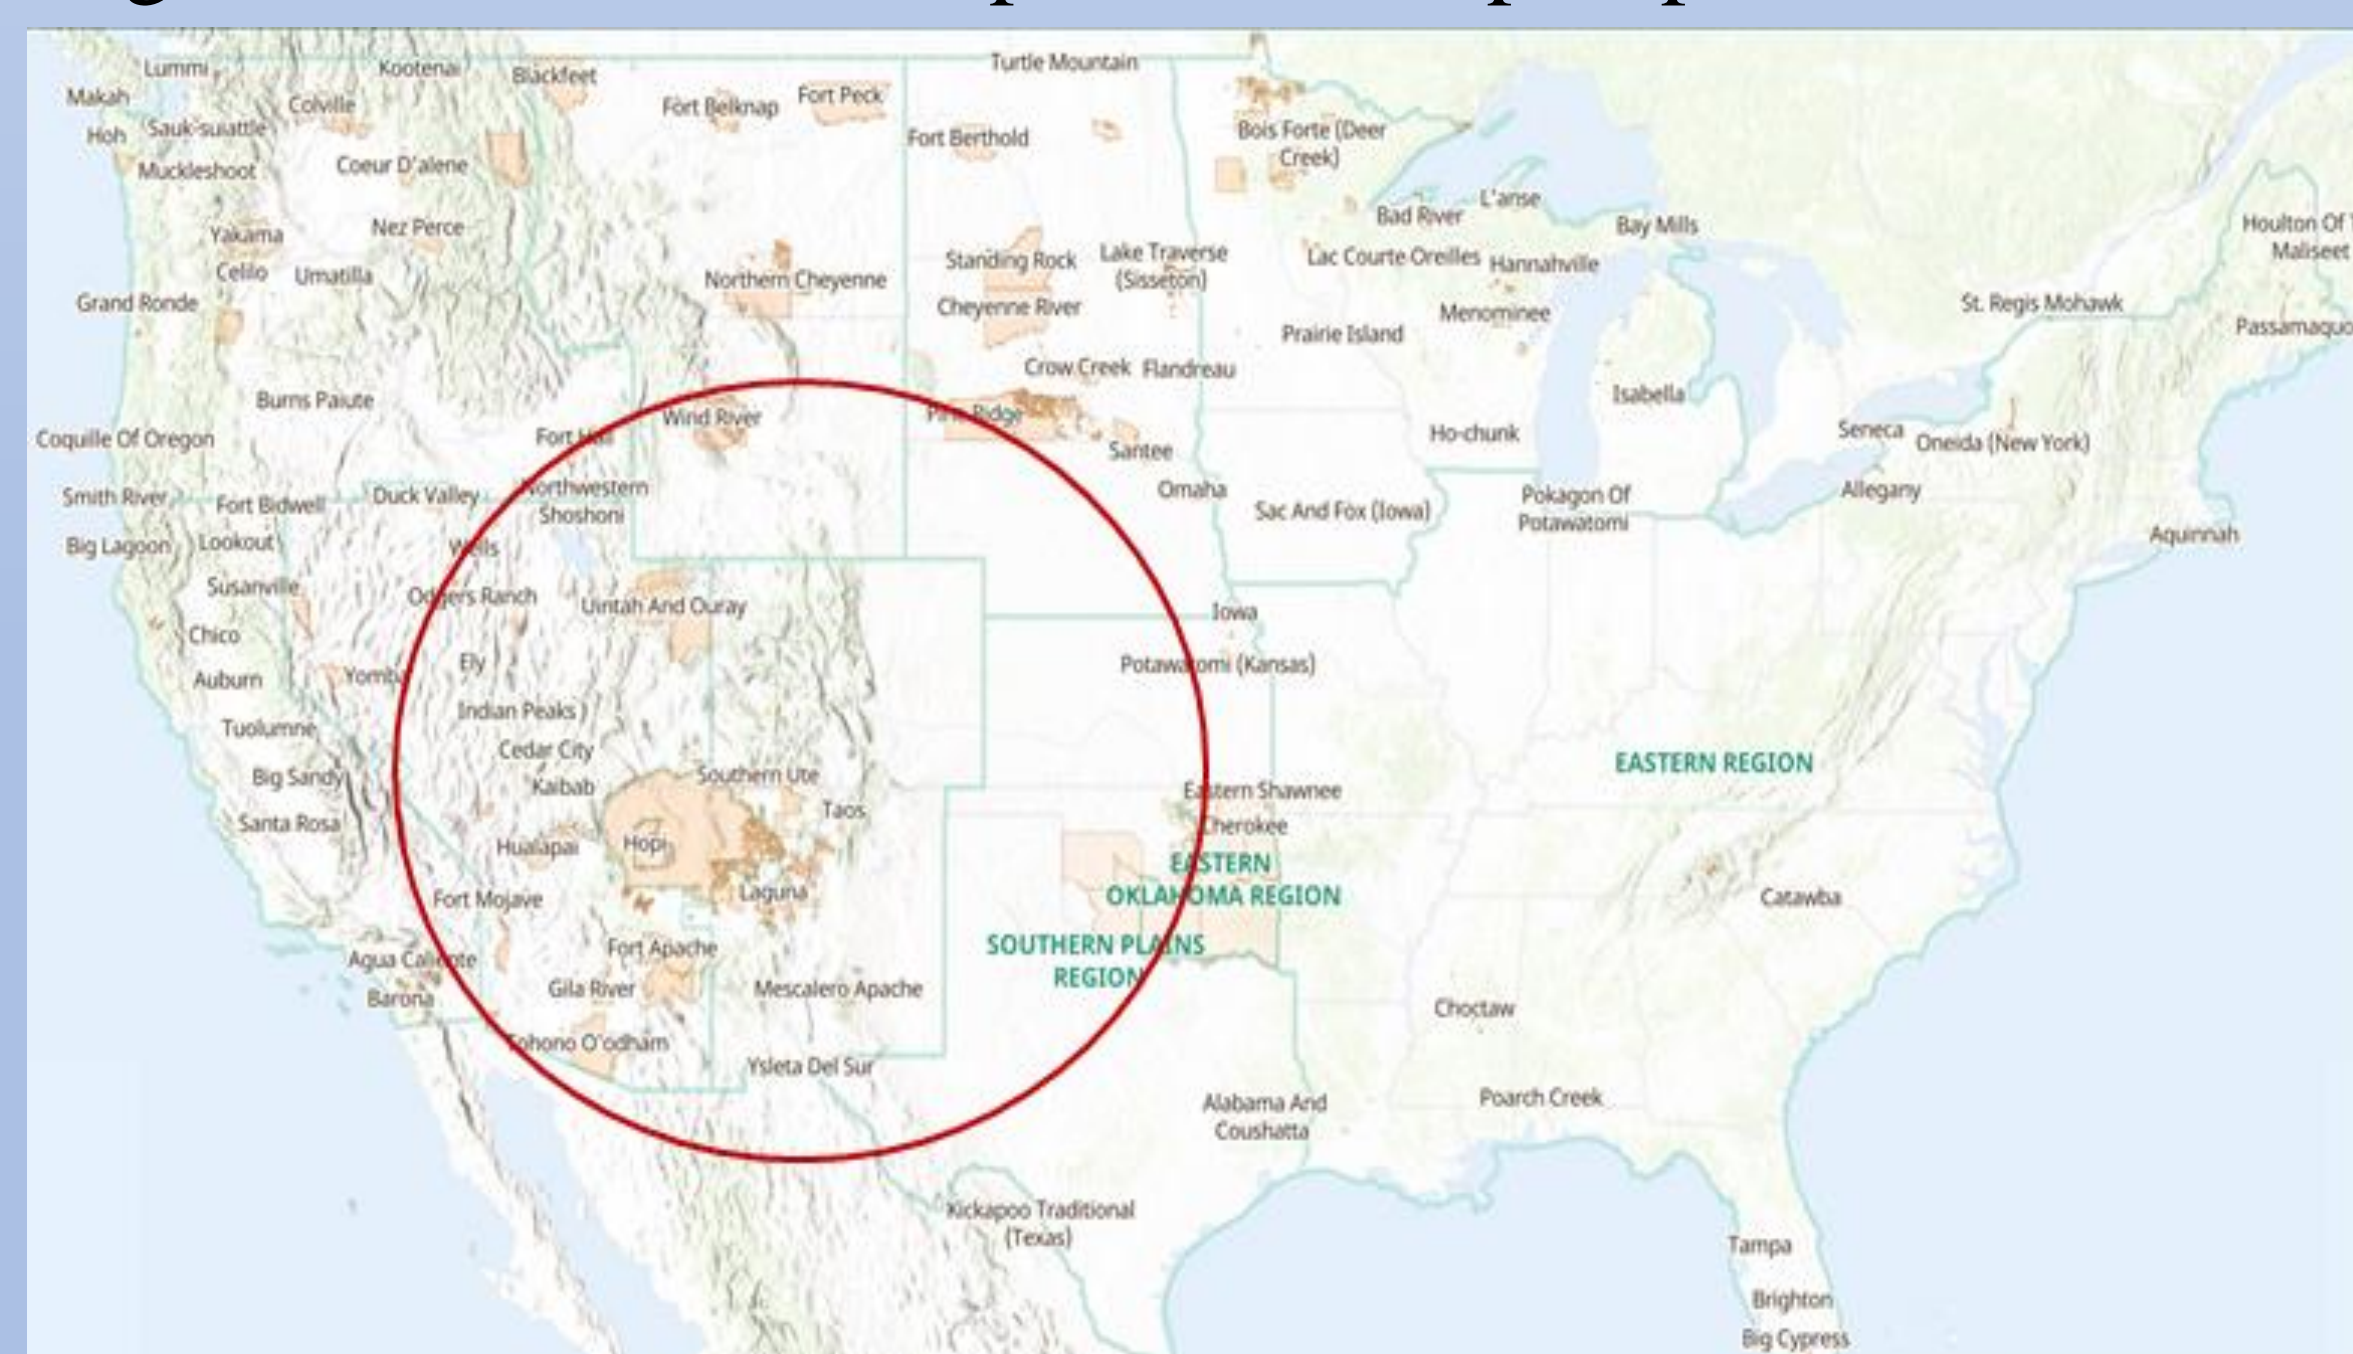 Turtle Mountain
Lummi
Kootenai
Blackfeet
Makah
Colville
Fort Belknap
Fort Peck
Hoh
Sauk-suiattle
Fort Berthold
Bois Forte (Deer
Creek)
Muckleshoot
Coeur D'alene
L'anse
Bad River
Bay Mills
Houlton Of
Maliseet
Yakama
Nez Perce
Celilo
Umatilla
Northern Cheyenne
Standing Rock
Lake Traverse
(Sisseton)
Lac Courte Oreilles
Hannahville
Grand Ronde
Cheyenne River
Menominee
St. Regis Mohawk
Prairie Island
Crow Creek
Flandreau
Burns Paiute
Isabella
Wind River
Pine Ridge
Coquille Of Oregon
Fort Hall
Santee
Ho-chunk
Seneca
Oneida (New York)
Smith River
Fort Bidwell
Duck Valley
Northwestern
Shoshoni
Omaha
Sac And Fox (Iowa)
Pokagon Of
Potawatomi
Allegany
Big Lagoon
Lookout
Wells
Aquinnah
Susanville
Odgers Ranch
Uintah And Ouray
Iowa
Chico
Auburn
Yomba
Ely
Potawatomi (Kansas)
Tuolumne
Indian Peaks
Cedar City
Big Sandy
Kaibab
Southern Ute
Eastern Shawnee
EASTERN REGION
Santa Rosa
Taos
Cherokee
Hualapai
Hopi
EASTERN
OKLAHOMA REGION
Fort Mojave
Laguna
Catawba
Agua Caliente
Fort Apache
SOUTHERN PLAINS
REGION
Barona
Gila River
Mescalero Apache
Choctaw
Tohono O'odham
Ysleta Del Sur
Alabama And
Coushatta
Poarch Creek
Kickapoo Traditional
(Texas)
Tampa
Brighton
Big Cypress